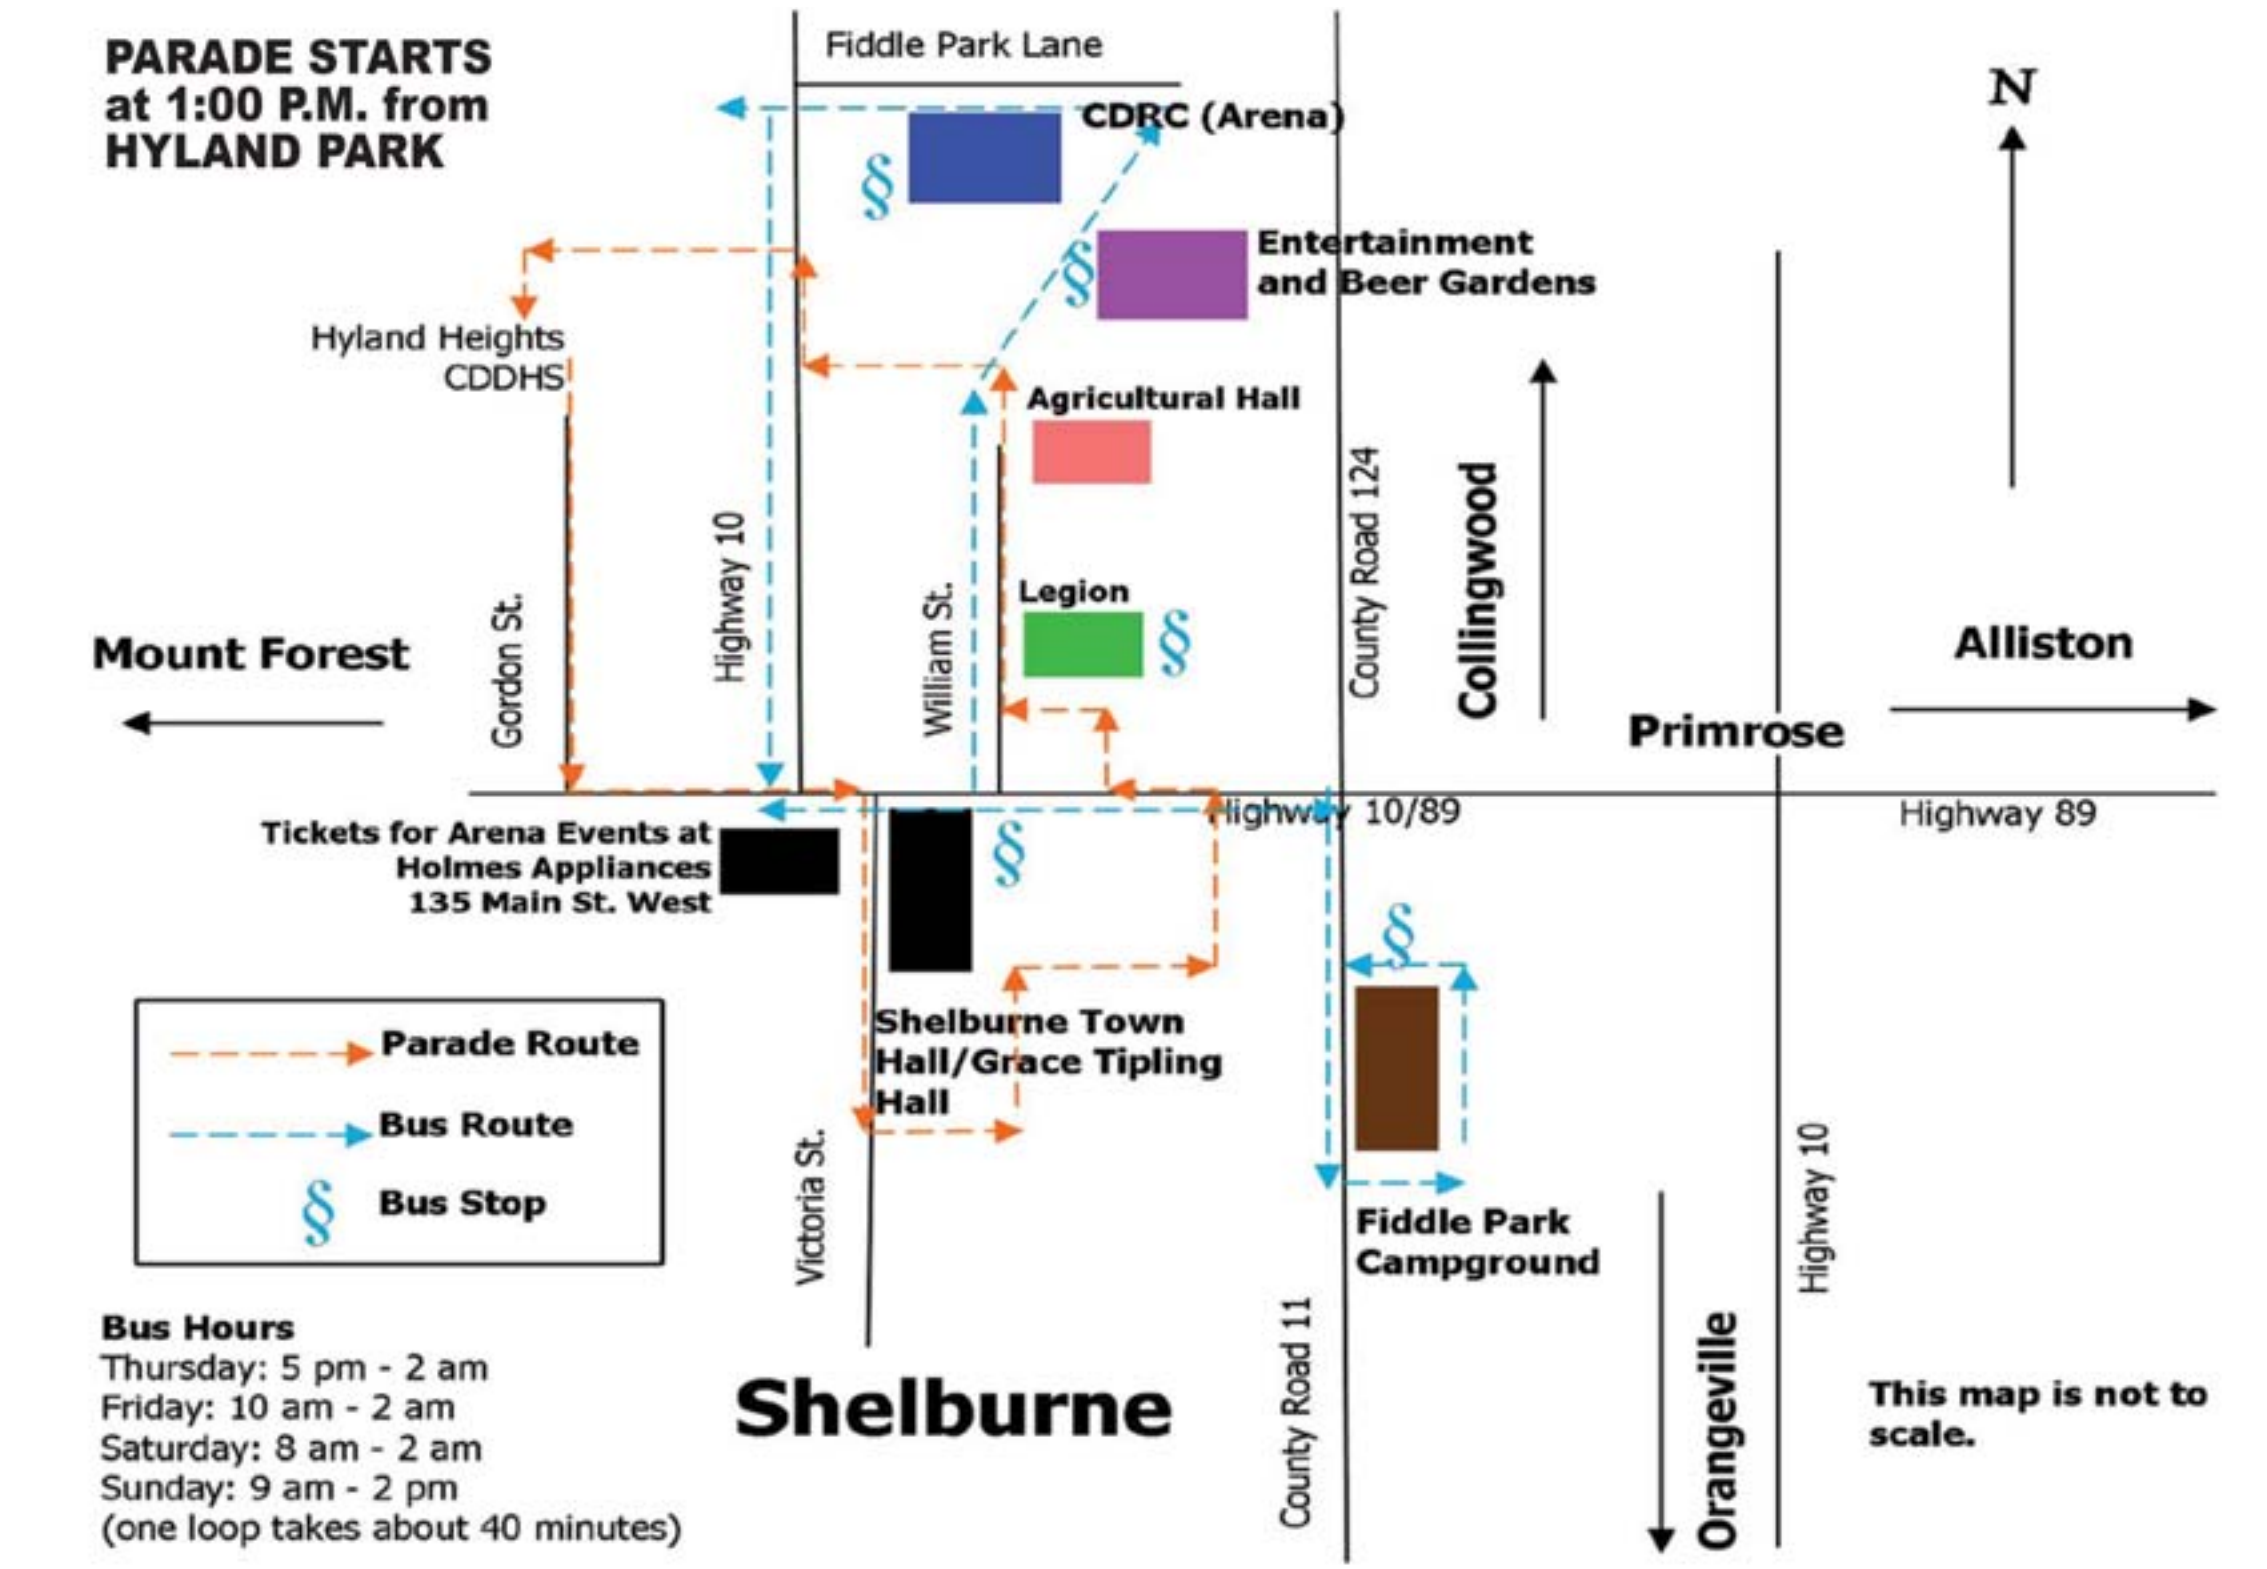 PARADE STARTS
at 1:00 P.M. from
HYLAND PARK
Fiddle Park Lane
N
CDRC (Arena)
§
Entertainment
and Beer Gardens
§
Hyland Heights
CDDHS
Agricultural Hall
Legion
§
Gordon St.
Highway 10
William St.
County Road 124
Collingwood
Mount Forest
Alliston
Primrose
Highway 10/89
Highway 89
Tickets for Arena Events at
Holmes Appliances
135 Main St. West
§
§
Shelburne Town
Hall/Grace Tipling
Hall
Parade Route
Bus Route
§ Bus Stop
Victoria St.
Fiddle Park
Campground
Highway 10
County Road 11
Orangeville
Bus Hours
Thursday: 5 pm - 2 am
Friday: 10 am - 2 am
Saturday: 8 am - 2 am
Sunday: 9 am - 2 pm
(one loop takes about 40 minutes)
Shelburne
This map is not to
scale.